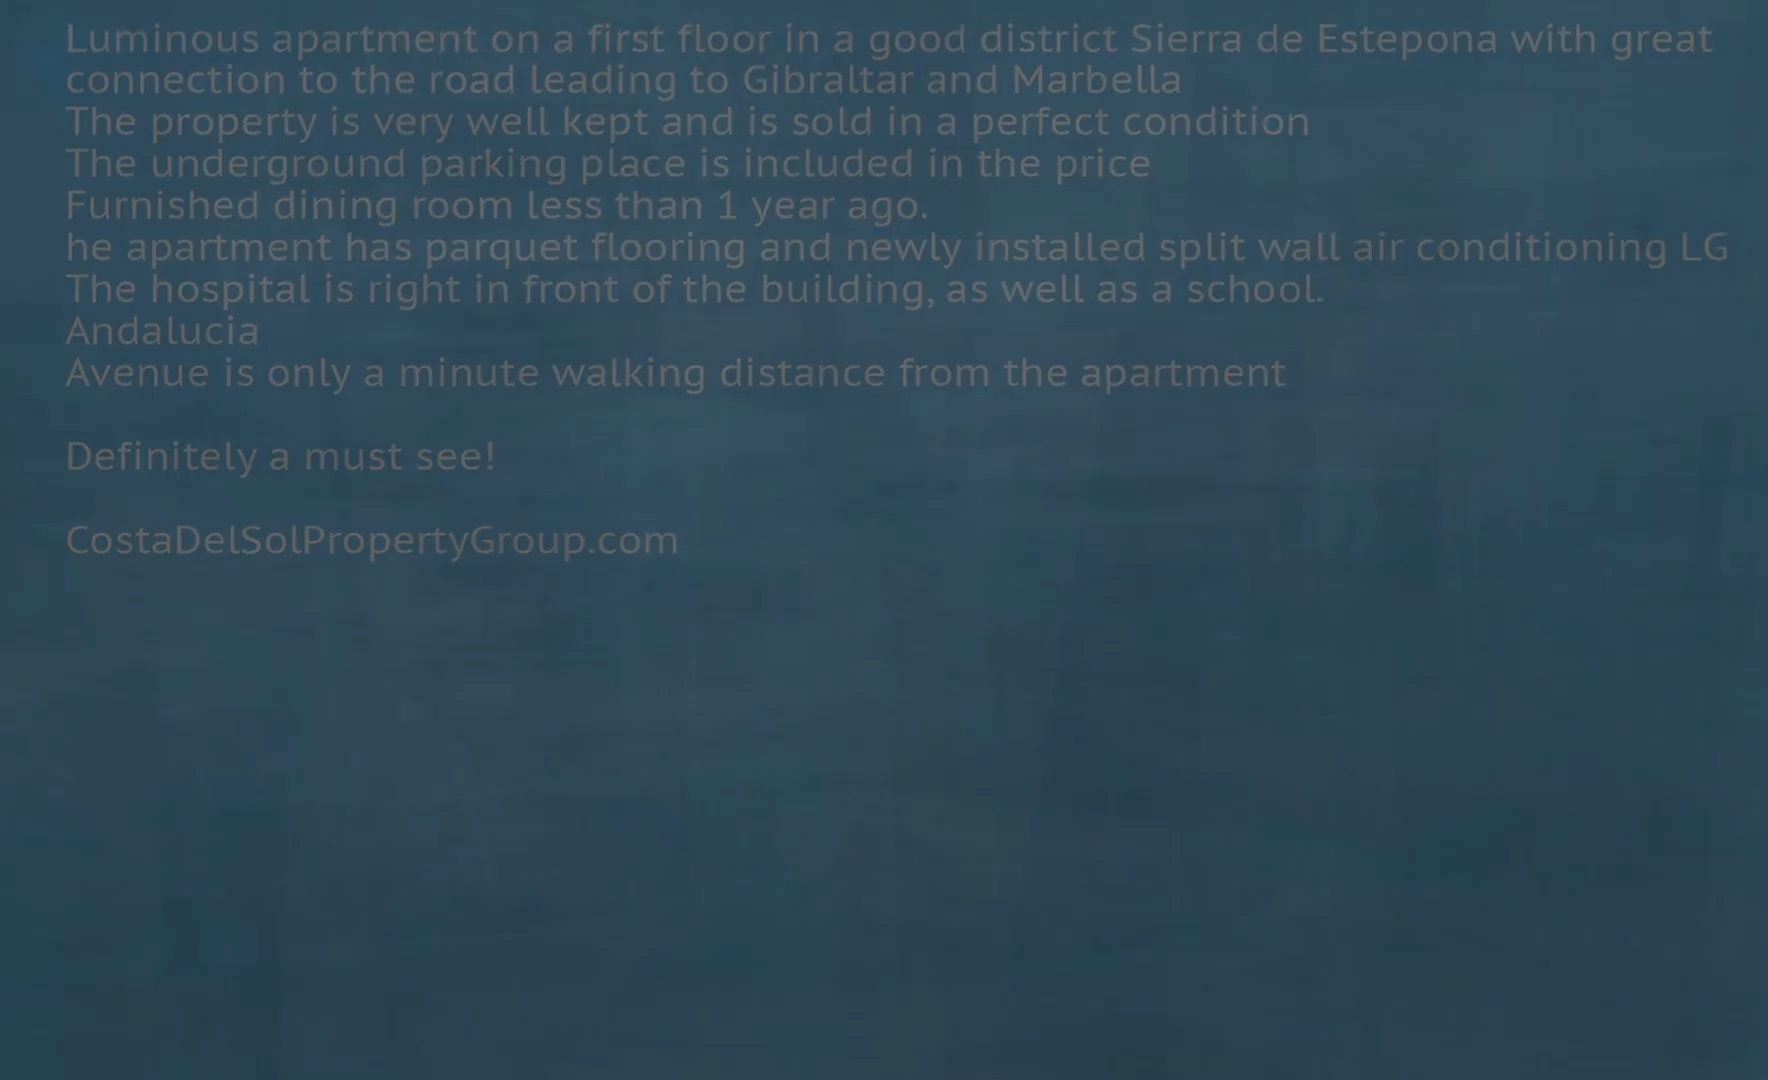 Luminous apartment on a first floor in a good district Sierra de Estepona with great
connection to the road leading to Gibraltar and Marbella
The property is very well kept and is sold in a perfect condition
The underground parking place is included in the price
Furnished dining room less than 1 year ago.
he apartment has parquet flooring and newly installed split wall air conditioning LG
The hospital is right in front of the building, as well as a school.
Andalucia
Avenue is only a minute walking distance from the apartment
Definitely a must see!
CostaDelSolPropertyGroup.com